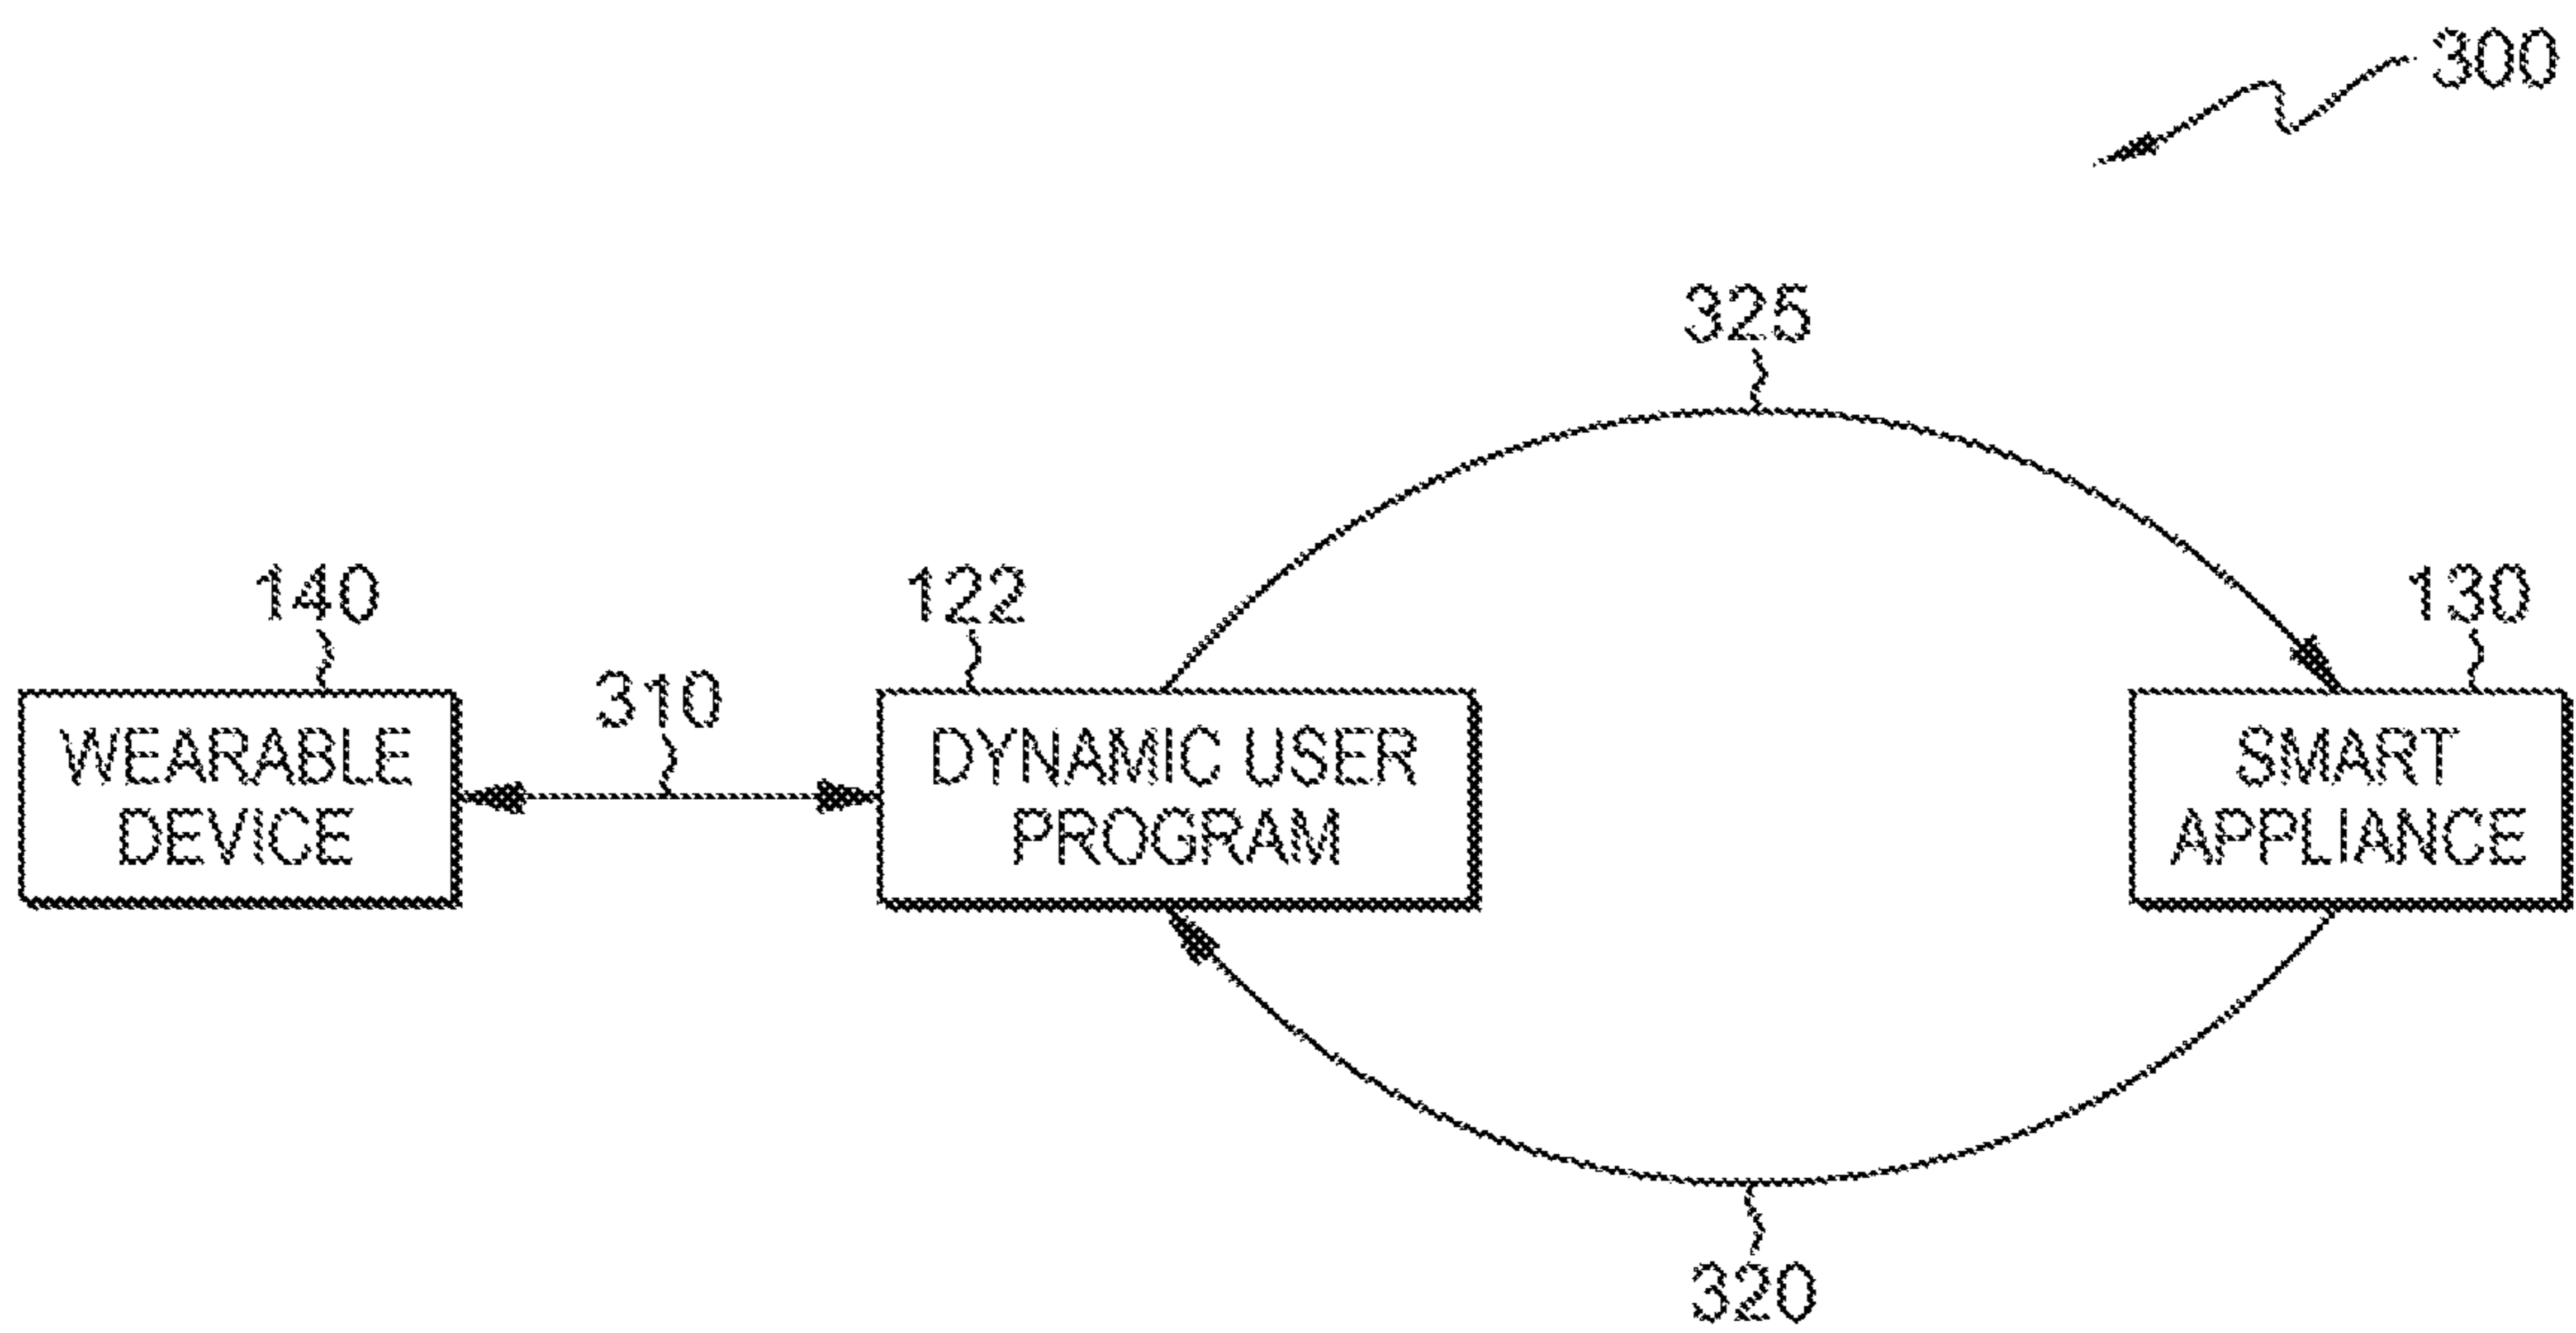 300
325
140
122
130
310
WEARABLE
DEVICE
DYNAMIC USER
PROGRAM
SMART
APPLIANCE
320